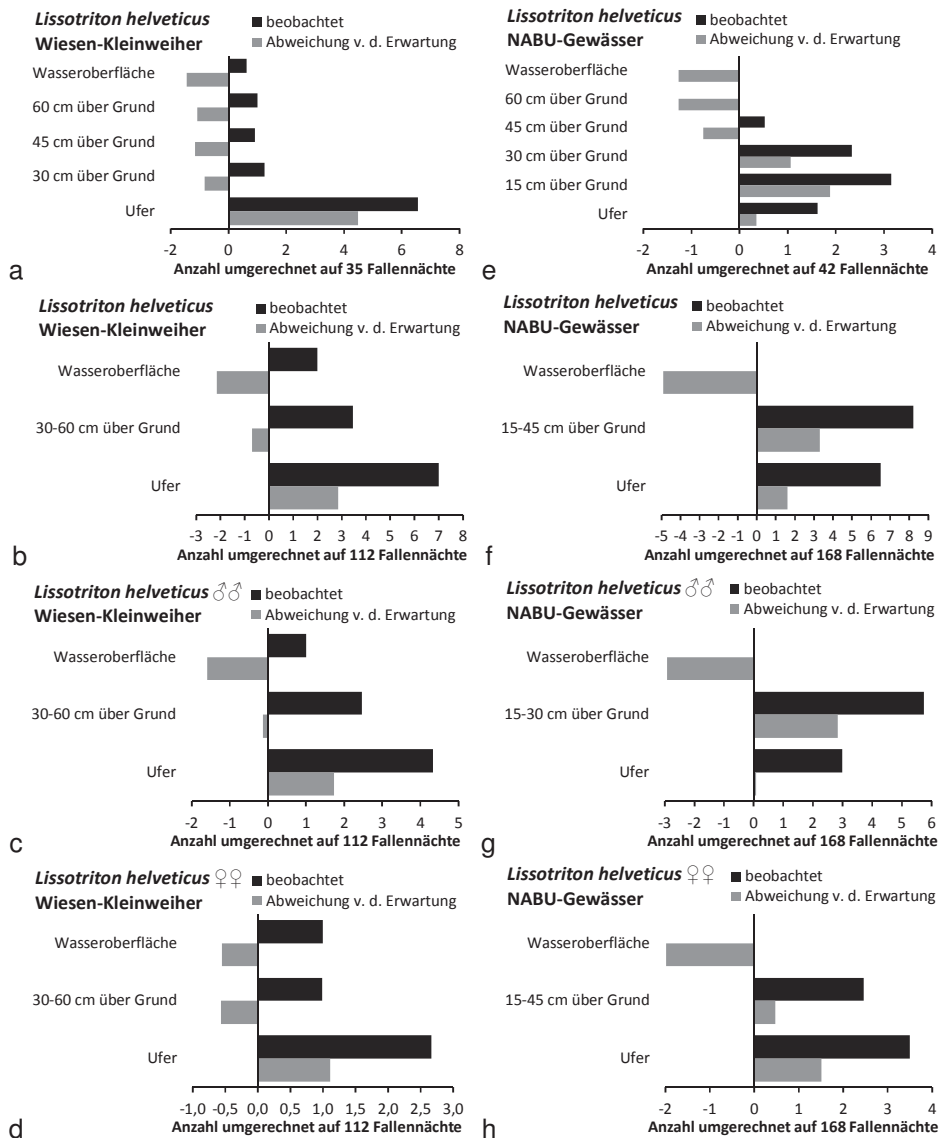 Lissotriton helveticus ■ beobachtet
Wiesen-Kleinweiher ■ Abweichung v. d. Erwartung
Wasseroberfläche
60 cm über Grund
45 cm über Grund
30 cm über Grund
Ufer
-2 0 2 4 6 8
a Anzahl umgerechnet auf 35 Fallennächte
Lissotriton helveticus ■ beobachtet
Wiesen-Kleinweiher ■ Abweichung v. d. Erwartung
Wasseroberfläche
30-60 cm über Grund
Ufer
-3 -2 -1 0 1 2 3 4 5 6 7 8
b Anzahl umgerechnet auf 112 Fallennächte
Lissotriton helveticus ♂♂ ■ beobachtet
Wiesen-Kleinweiher ■ Abweichung v. d. Erwartung
Wasseroberfläche
30-60 cm über Grund
Ufer
-2 -1 0 1 2 3 4 5
c Anzahl umgerechnet auf 112 Fallennächte
Lissotriton helveticus ♀♀ ■ beobachtet
Wiesen-Kleinweiher ■ Abweichung v. d. Erwartung
Wasseroberfläche
30-60 cm über Grund
Ufer
-1,0 -0,5 0,0 0,5 1,0 1,5 2,0 2,5 3,0
d Anzahl umgerechnet auf 112 Fallennächte
Lissotriton helveticus ■ beobachtet
NABU-Gewässer ■ Abweichung v. d. Erwartung
Wasseroberfläche
60 cm über Grund
45 cm über Grund
30 cm über Grund
15 cm über Grund
Ufer
-2 -1 0 1 2 3 4
e Anzahl umgerechnet auf 42 Fallennächte
Lissotriton helveticus ■ beobachtet
NABU-Gewässer ■ Abweichung v. d. Erwartung
Wasseroberfläche
15-45 cm über Grund
Ufer
-5 -4 -3 -2 -1 0 1 2 3 4 5 6 7 8 9
f Anzahl umgerechnet auf 168 Fallennächte
Lissotriton helveticus ♂♂ ■ beobachtet
NABU-Gewässer ■ Abweichung v. d. Erwartung
Wasseroberfläche
15-30 cm über Grund
Ufer
-3 -2 -1 0 1 2 3 4 5 6
g Anzahl umgerechnet auf 168 Fallennächte
Lissotriton helveticus ♀♀ ■ beobachtet
NABU-Gewässer ■ Abweichung v. d. Erwartung
Wasseroberfläche
15-45 cm über Grund
Ufer
-2 -1 0 1 2 3 4
h Anzahl umgerechnet auf 168 Fallennächte